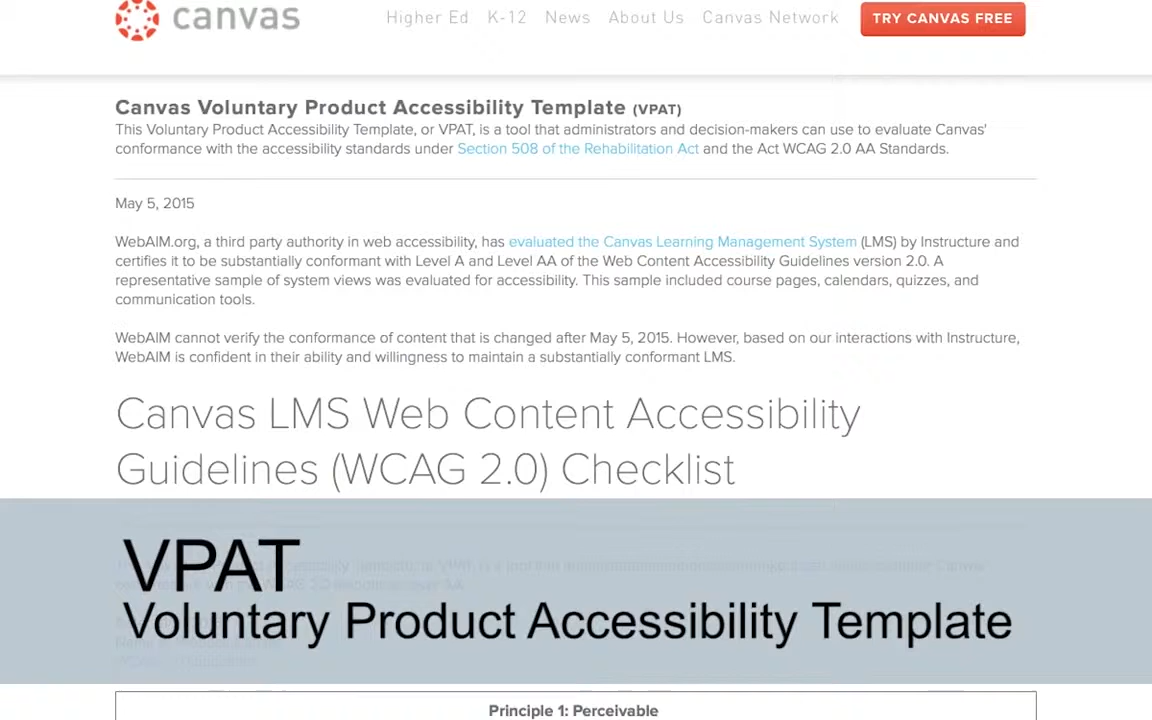 canvas
Higher Ed K-12 News About Us Canvas Network TRY CANVAS FREE
Canvas Voluntary Product Accessibility Template (VPAT)
This Voluntary Product Accessibility Template, or VPAT, is a tool that administrators and decision-makers can use to evaluate Canvas'
conformance with the accessibility standards under Section 508 of the Rehabilitation Act and the Act WCAG 2.0 AA Standards.
May 5, 2015
WebAIM.org, a third party authority in web accessibility, has evaluated the Canvas Learning Management System (LMS) by Instructure and
certifies it to be substantially conformant with Level A and Level AA of the Web Content Accessibility Guidelines version 2.0. A
representative sample of system views was evaluated for accessibility. This sample included course pages, calendars, quizzes, and
communication tools.
WebAIM cannot verify the conformance of content that is changed after May 5, 2015. However, based on our interactions with Instructure,
WebAIM is confident in their ability and willingness to maintain a substantially conformant LMS.
Canvas LMS Web Content Accessibility
Guidelines (WCAG 2.0) Checklist
VPAT
Voluntary Product Accessibility Template
Principle 1: Perceivable